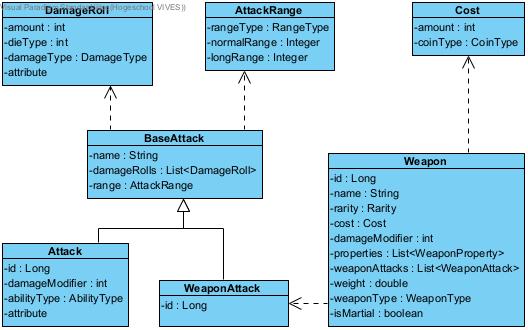 Visual Paradigm Standard(Hogeschool VIVES)
DamageRoll
-amount : int
-dieType : int
-damageType : DamageType
-attribute
AttackRange
-rangeType : RangeType
-normalRange : Integer
-longRange : Integer
Cost
-amount : int
-coinType : CoinType
BaseAttack
-name : String
-damageRolls : List<DamageRoll>
-range : AttackRange
Weapon
-id : Long
-name : String
-rarity : Rarity
-cost : Cost
-damageModifier : int
-properties : List<WeaponProperty>
-weaponAttacks : List<WeaponAttack>
-weight : double
-weaponType : WeaponType
-isMartial : boolean
Attack
-id : Long
-damageModifier : int
-abilityType : AbilityType
-attribute
WeaponAttack
-id : Long